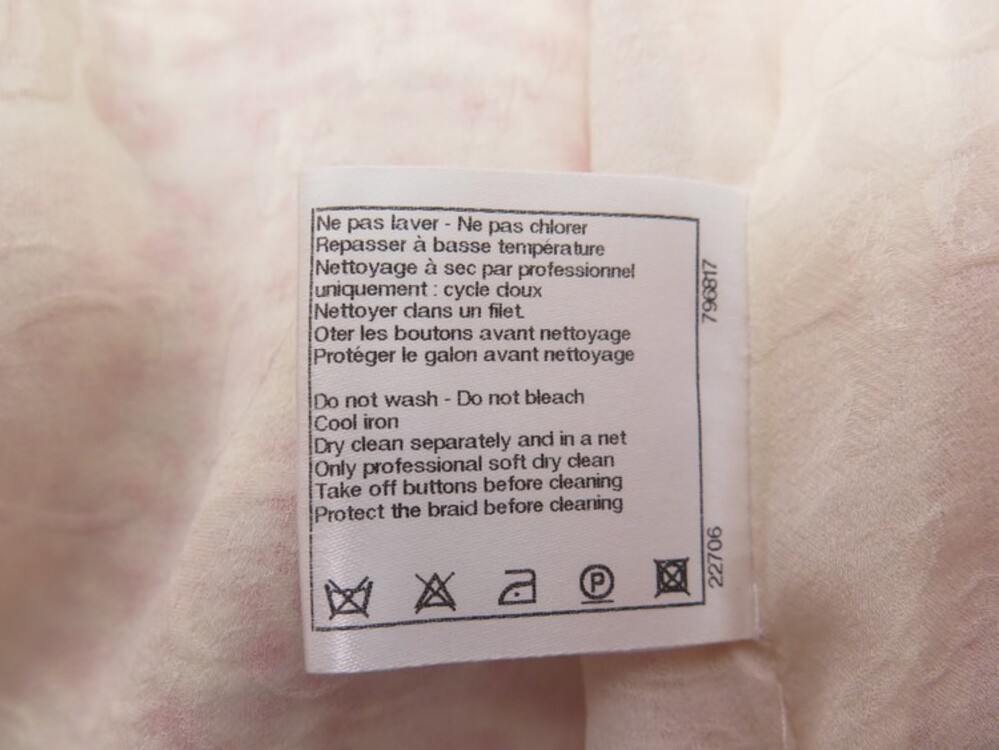 Ne pas laver - Ne pas chlorer
Repasser à basse température
Nettoyage à sec par professionnel
uniquement : cycle doux
Nettoyer dans un filet
Oter les boutons avant nettoyage
Protéger le galon avant nettoyage
Do not wash - Do not bleach
Cool iron
Dry clean separately and in a net
Only professional soft dry clean
Take off buttons before cleaning
Protect the braid before cleaning
P
796817
22706